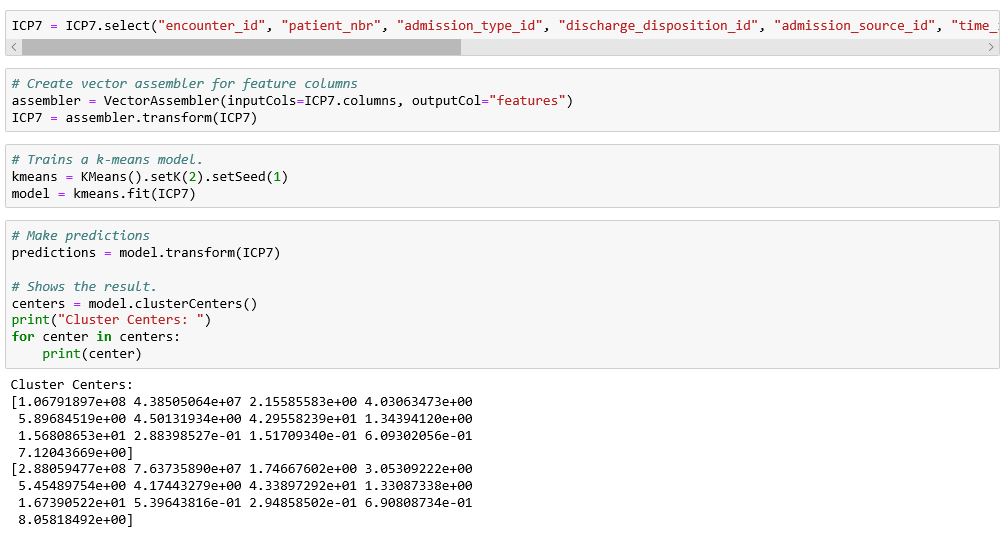 ICP7 = ICP7.select("encounter_id", "patient_nbr", "admission_type_id", "discharge_disposition_id", "admission_source_id", "time_
# Create vector assembler for feature columns
assembler = VectorAssembler(inputCols=ICP7.columns, outputCol="features")
ICP7 = assembler.transform(ICP7)
# Trains a k-means model.
kmeans = KMeans().setK(2).setSeed(1)
model = kmeans.fit(ICP7)
# Make predictions
predictions = model.transform(ICP7)
# Shows the result.
centers = model.clusterCenters()
print("Cluster Centers: ")
for center in centers:
    print(center)
Cluster Centers:
[1.06791897e+08 4.38505064e+07 2.15585583e+00 4.03063473e+00
 5.89684519e+00 4.50131934e+00 4.29558239e+01 1.34394120e+00
 1.56808653e+01 2.88398527e-01 1.51709340e-01 6.09302056e-01
 7.12043669e+00]
[2.88059477e+08 7.63735890e+07 1.74667602e+00 3.05309222e+00
 5.45489754e+00 4.17443279e+00 4.33897292e+01 1.33087338e+00
 1.67390522e+01 5.39643816e-01 2.94858502e-01 6.90808734e-01
 8.05818492e+00]